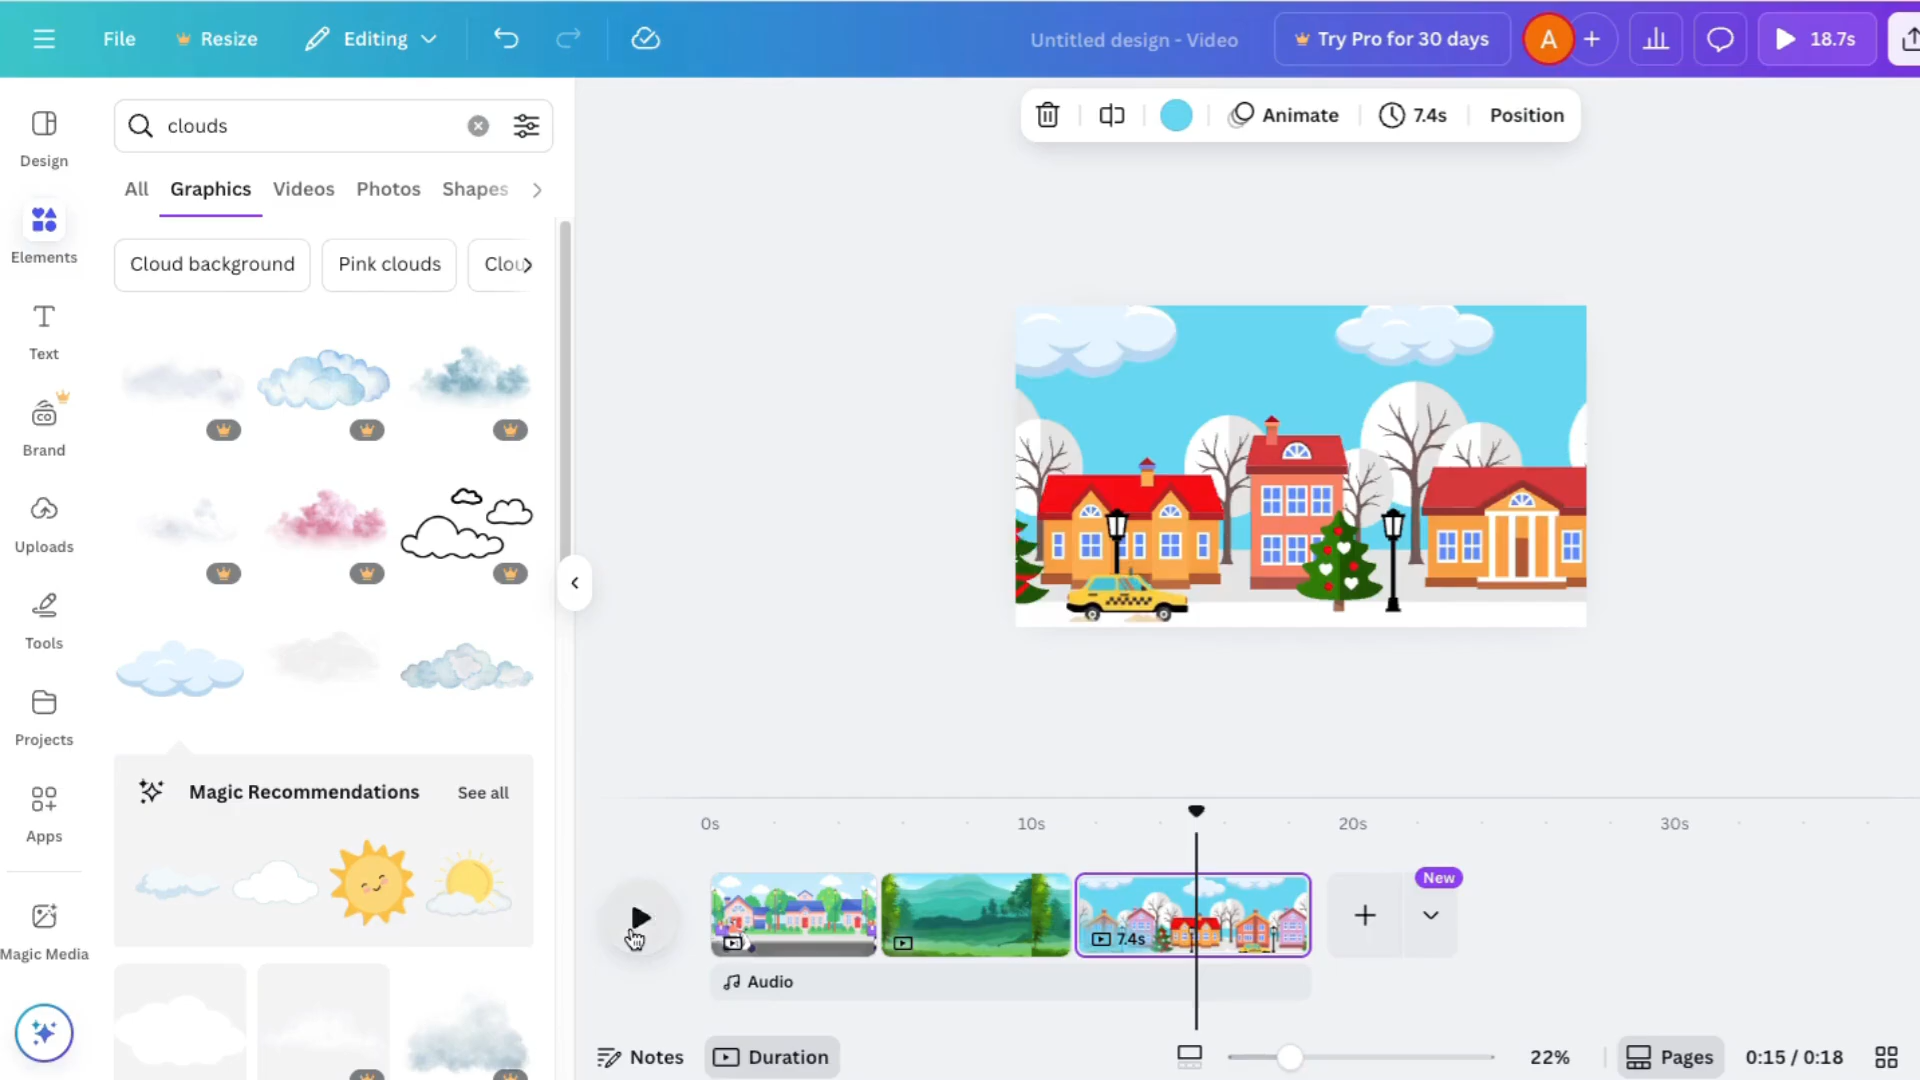 File
Resize
Editing
Untitled design - Video
Try Pro for 30 days
A
18.7s
Design
Elements
Text
Brand
Uploads
Tools
Projects
Apps
Magic Media
clouds
All
Graphics
Videos
Photos
Shapes
Cloud background
Pink clouds
Clou
CO
Magic Recommendations
See all
Animate
7.4s
Position
0s
10s
20s
30s
7.4s
New
Audio
Notes
Duration
22%
Pages
0:15 / 0:18